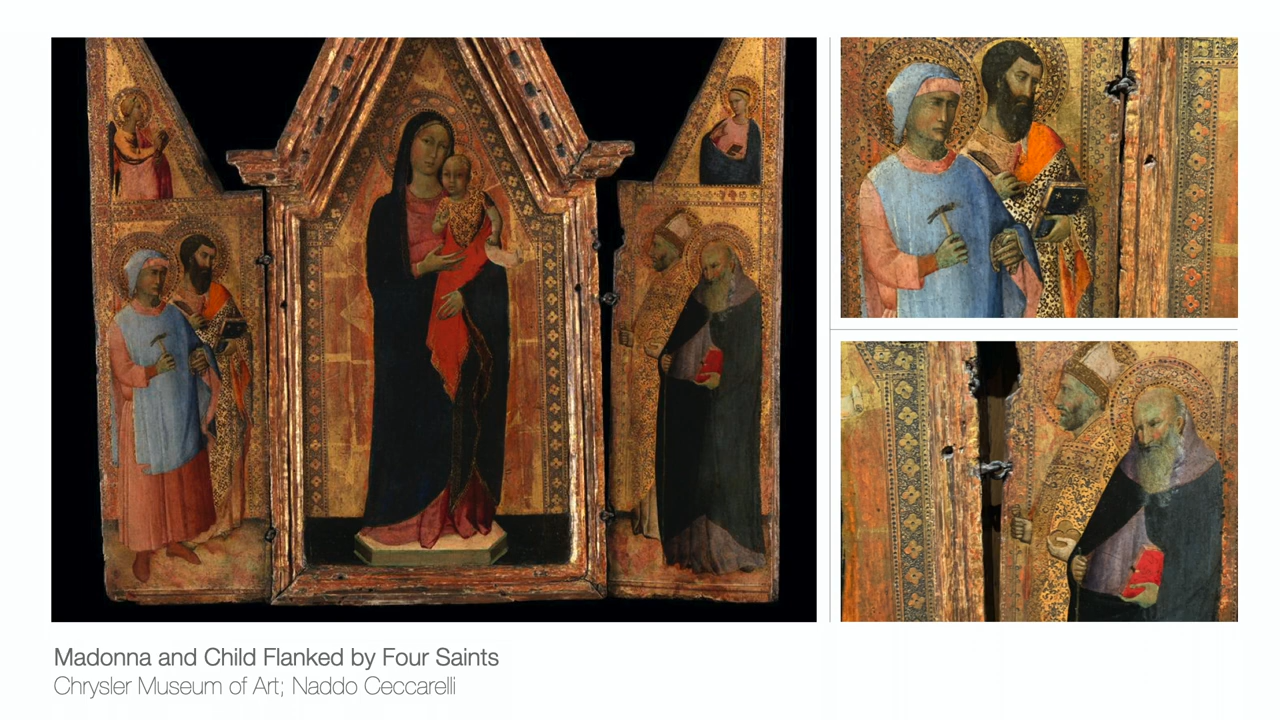 Madonna and Child Flanked by Four Saints
Chrysler Museum of Art; Naddo Ceccarelli